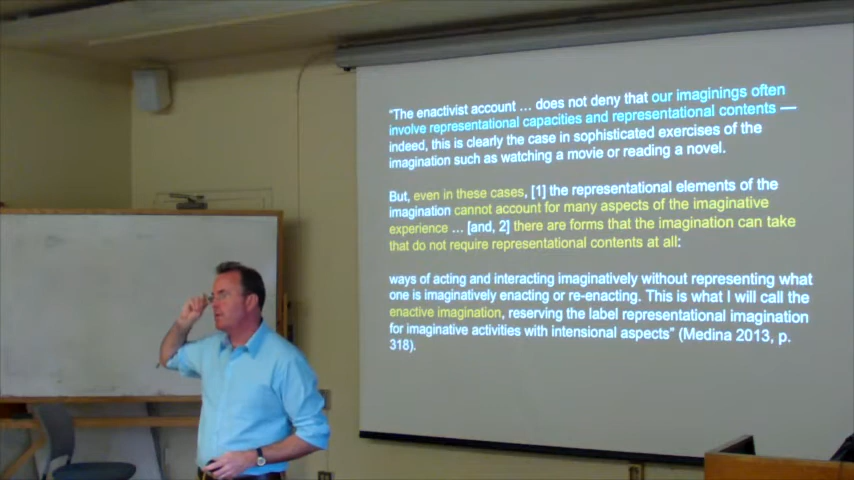 “The enactivist account … does not deny that our imaginings often
involve representational capacities and representational contents —
indeed, this is clearly the case in sophisticated exercises of the
imagination such as watching a movie or reading a novel.
But, even in these cases, [1] the representational elements of the
imagination cannot account for many aspects of the imaginative
experience … [and, 2] there are forms that the imagination can take
that do not require representational contents at all:
ways of acting and interacting imaginatively without representing what
one is imaginatively enacting or re-enacting. This is what I will call the
enactive imagination, reserving the label representational imagination
for imaginative activities with intensional aspects” (Medina 2013, p.
318).